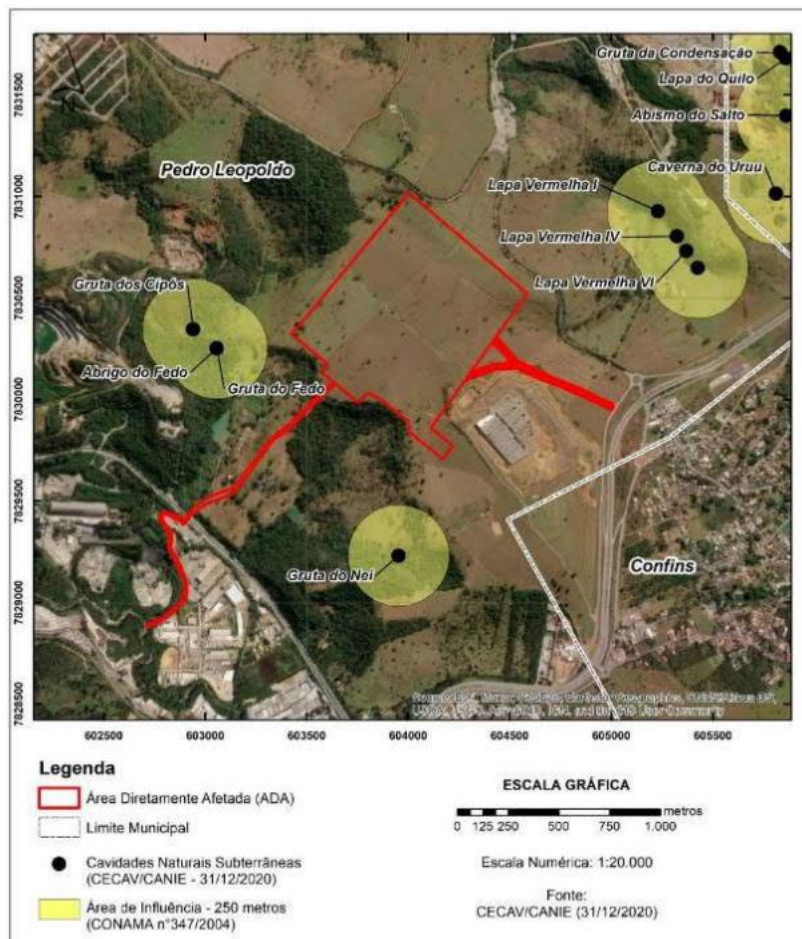 Gruta da Condensação
Lapa do Quilo
Abismo do Salto
Caverna do Uruu
Pedro Leopoldo
Lapa Vermelha I
Lapa Vermelha IV
Lapa Vermelha VI
Gruta dos Cipós
Abrigo do Fedo
Gruta do Fedo
Gruta do Nei
Confins
7831500
7831000
7830500
7830000
7829500
7829000
7828500
602500 603000 603500 604000 604500 605000 605500
Legenda
Área Diretamente Afetada (ADA)
Limite Municipal
Cavidades Naturais Subterrâneas
(CECAV/CANIE - 31/12/2020)
Área de Influência - 250 metros
(CONAMA n°347/2004)
ESCALA GRÁFICA
metros
0 125 250 500 750 1.000
Escala Numérica: 1:20.000
Fonte:
CECAV/CANIE (31/12/2020)